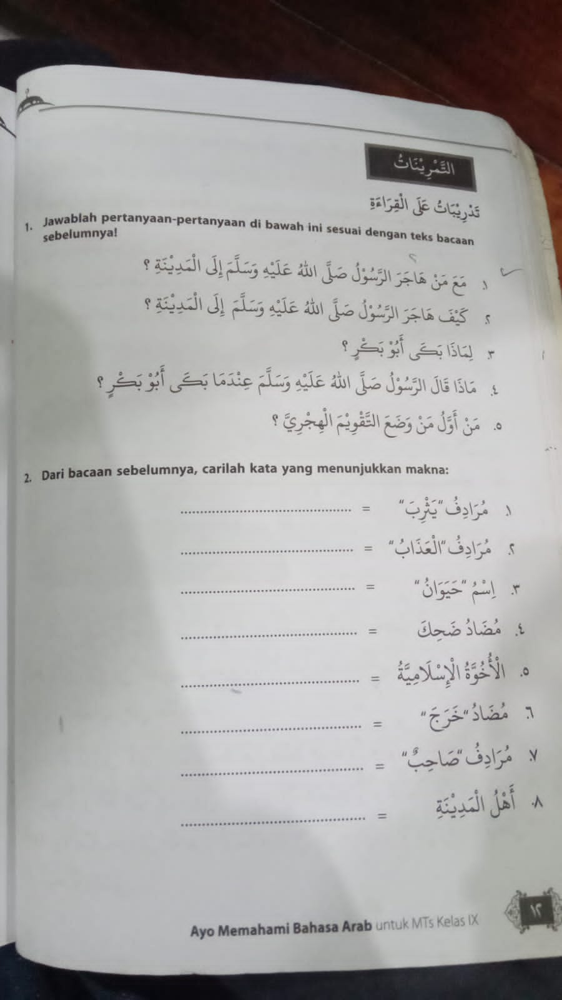 التَّمْرِيْنَاتُ
تَدْرِيْبَاتُ عَلَى الْقِرَاءَةِ
1. Jawablah pertanyaan-pertanyaan di bawah ini sesuai dengan teks bacaan
sebelumnya!
١. مَعَ مَنْ هَاجَرَ الرَّسُوْلُ صَلَّى اللهُ عَلَيْهِ وَسَلَّمَ إِلَى الْمَدِيْنَةِ ؟
٢. كَيْفَ هَاجَرَ الرَّسُوْلُ صَلَّى اللهُ عَلَيْهِ وَسَلَّمَ إِلَى الْمَدِيْنَةِ ؟
٣. لِمَاذَا بَكَى أَبُوْ بَكْرٍ ؟
٤. مَاذَا قَالَ الرَّسُوْلُ صَلَّى اللهُ عَلَيْهِ وَسَلَّمَ عِنْدَمَا بَكَى أَبُوْ بَكْرٍ ؟
٥. مَنْ أَوَّلُ مَنْ وَضَعَ التَّقْوِيْمَ الْهِجْرِيَّ ؟
2. Dari bacaan sebelumnya, carilah kata yang menunjukkan makna:
١. مُرَادِفُ "يَثْرِبَ" = ........................................
٢. مُرَادِفُ "الْعَذَابُ" = ........................................
٣. اِسْمُ "حَيَوَانُ" = ........................................
٤. مُضَادُ ضَحِكَ = ........................................
٥. الْأُخُوَّةُ الْإِسْلَامِيَّةُ = ........................................
٦. مُضَادُ "خَرَجَ" = ........................................
٧. مُرَادِفُ "صَاحِبٌ" = ........................................
٨. أَهْلُ الْمَدِيْنَةِ = ........................................
Ayo Memahami Bahasa Arab untuk MTs Kelas IX
١٢